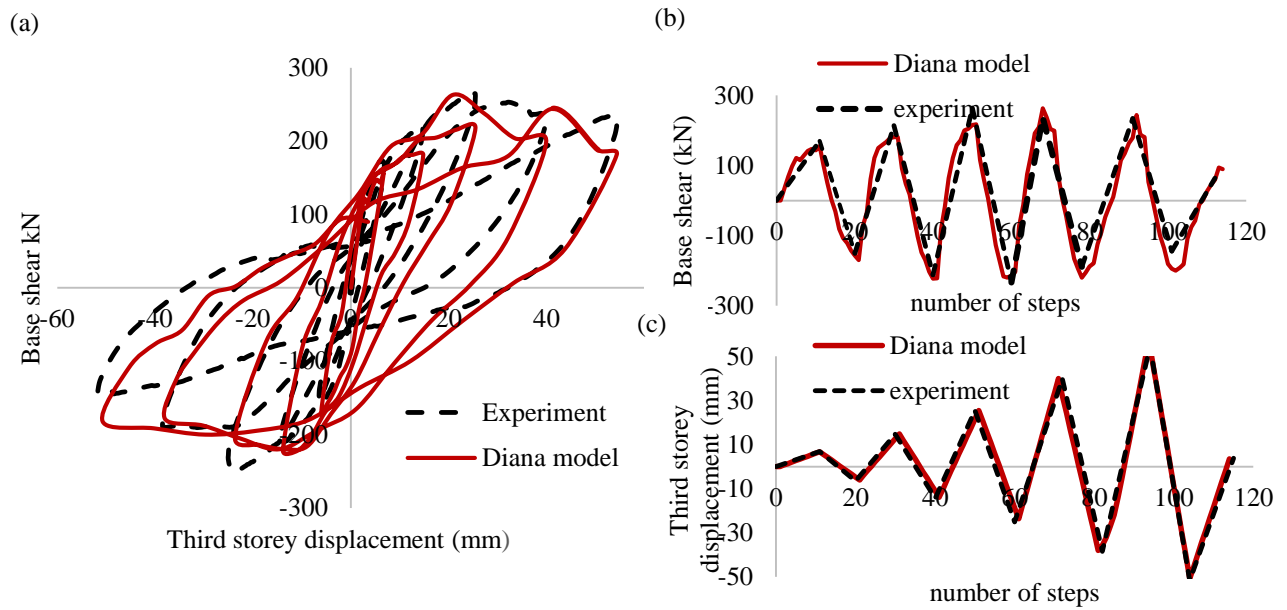 (a)
300
200
100
0
-100
-200
-300
-60
-40
-20
0
20
40
Base shear kN
Third storey displacement (mm)
Experiment
Diana model
(b)
Diana model
experiment
300
100
-100
-300
0
20
40
60
80
100
120
Base shear (kN)
number of steps
(c)
Diana model
experiment
50
30
10
-10
-30
-50
0
20
40
60
80
100
120
Third storey
displacement (mm)
number of steps